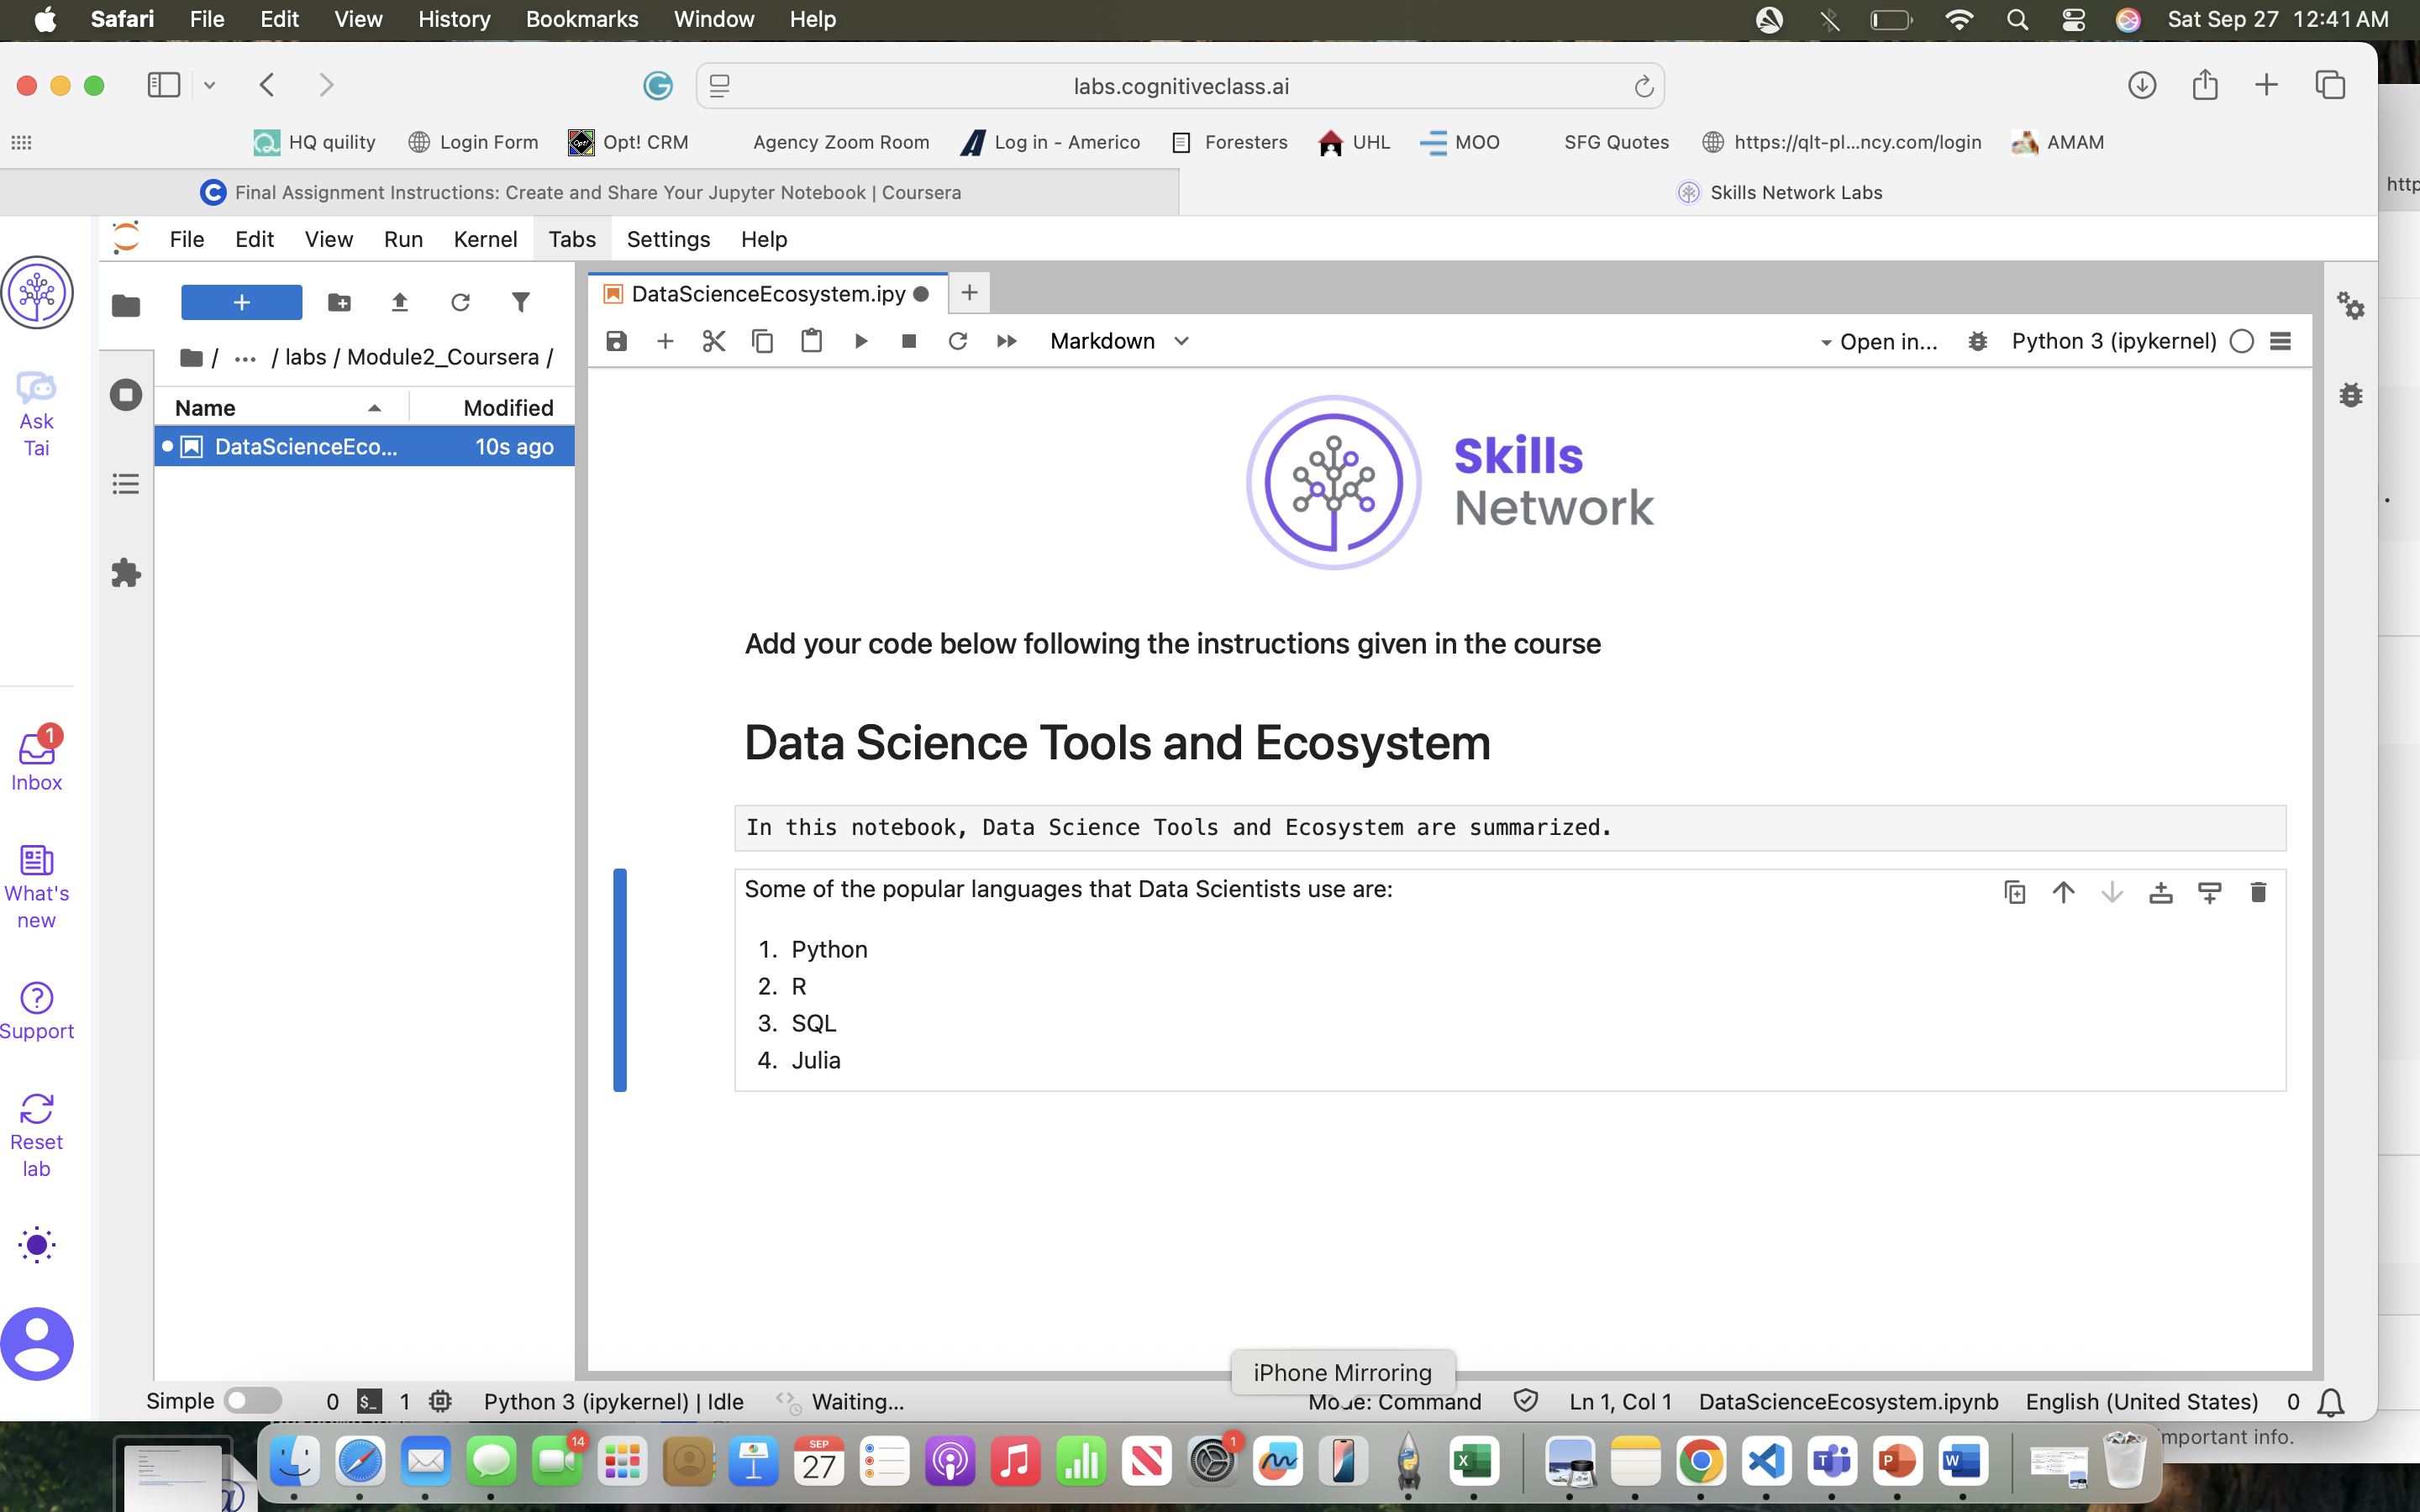 Safari File Edit View History Bookmarks Window Help Sat Sep 27 12:41 AM
labs.cognitiveclass.ai
HQ quility Login Form Opt! CRM Agency Zoom Room Log in - Americo Foresters UHL MOO SFG Quotes https://qlt-pl...ncy.com/login AMAM
Final Assignment Instructions: Create and Share Your Jupyter Notebook | Coursera Skills Network Labs
http
File Edit View Run Kernel Tabs Settings Help
DataScienceEcosystem.ipy
Markdown Open in... Python 3 (ipykernel)
/ ... / labs / Module2_Coursera /
Name Modified
DataScienceEco... 10s ago
Ask
Tai
1
Inbox
What's
new
Support
Reset
lab
Skills
Network
Add your code below following the instructions given in the course
Data Science Tools and Ecosystem
In this notebook, Data Science Tools and Ecosystem are summarized.
Some of the popular languages that Data Scientists use are:
1. Python
2. R
3. SQL
4. Julia
iPhone Mirroring
Simple 0 $_ 1 Python 3 (ipykernel) | Idle Waiting... Mode: Command Ln 1, Col 1 DataScienceEcosystem.ipynb English (United States) 0
mportant info.
14
SEP
27
1